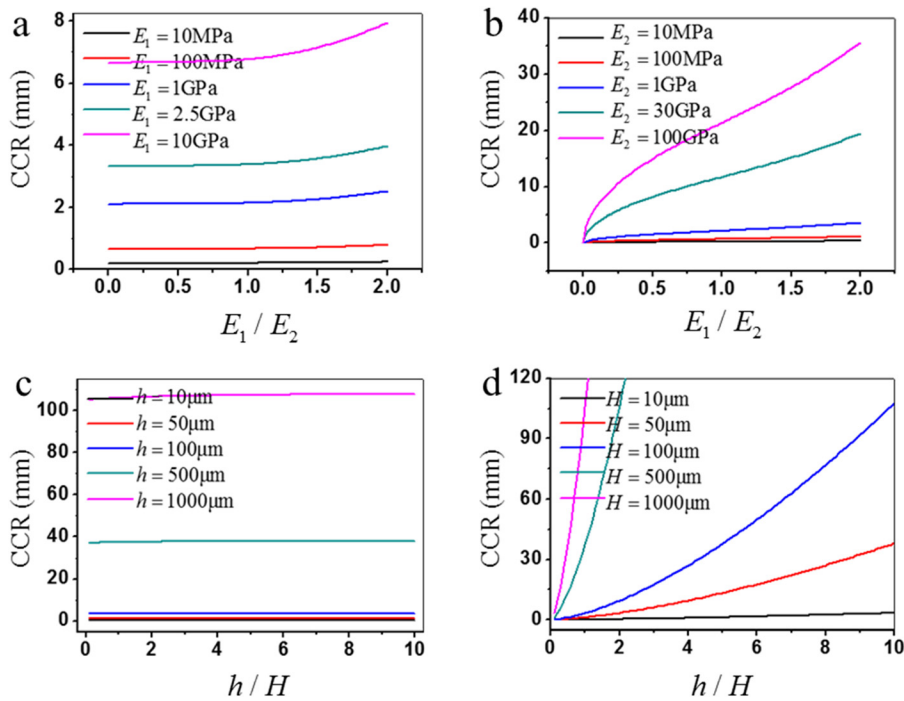 a
CCR (mm)
8
6
4
2
0
E₁ = 10MPa
E₁ = 100MPa
E₁ = 1GPa
E₁ = 2.5GPa
E₁ = 10GPa
0.0 0.5 1.0 1.5 2.0
E₁ / E₂
b
CCR (mm)
40
30
20
10
0
E₂ = 10MPa
E₂ = 100MPa
E₂ = 1GPa
E₂ = 30GPa
E₂ = 100GPa
0.0 0.5 1.0 1.5 2.0
E₁ / E₂
c
CCR (mm)
100
80
60
40
20
0
h = 10μm
h = 50μm
h = 100μm
h = 500μm
h = 1000μm
0 2 4 6 8 10
h / H
d
CCR (mm)
120
90
60
30
0
H = 10μm
H = 50μm
H = 100μm
H = 500μm
H = 1000μm
0 2 4 6 8 10
h / H